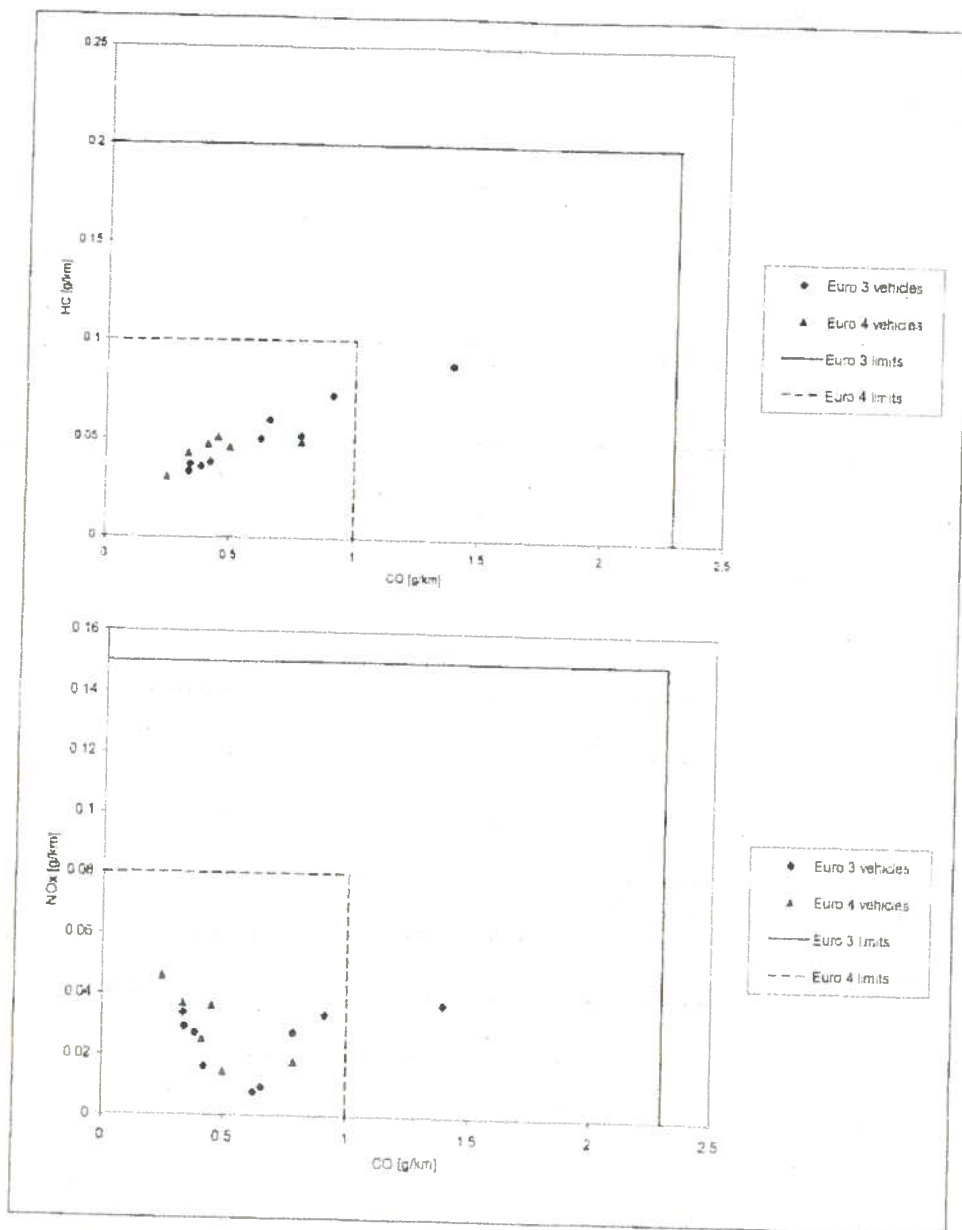 0.25
0.2
0.15
0.1
0.05
0
HC [g/km]
0
0.5
1
1.5
2
2.5
CO [g/km]
Euro 3 vehicles
Euro 4 vehicles
Euro 3 limits
Euro 4 limits
0.16
0.14
0.12
0.1
0.08
0.06
0.04
0.02
0
NOx [g/km]
0
0.5
1
1.5
2
2.5
CO [g/km]
Euro 3 vehicles
Euro 4 vehicles
Euro 3 limits
Euro 4 limits